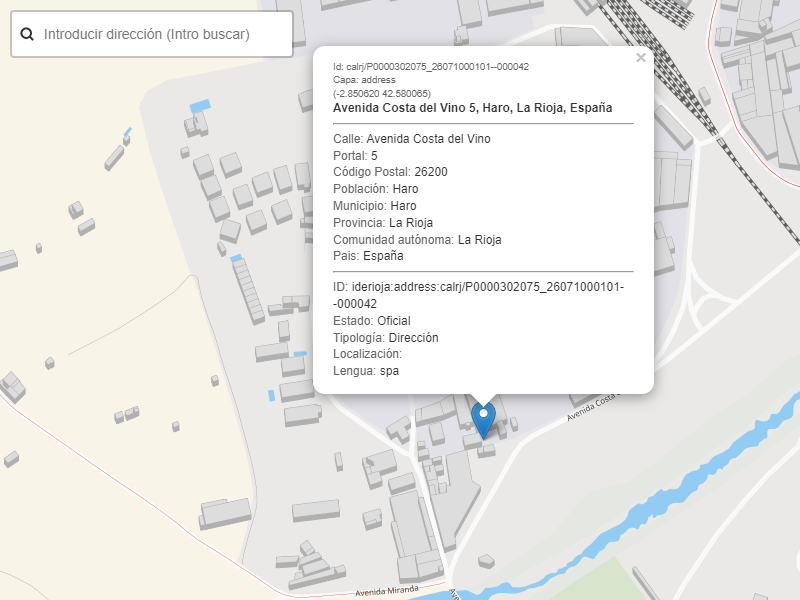 Introducir dirección (Intro buscar)
×
Id: calrj/P0000302075_26071000101--000042
Capa: address
(-2.850620 42.580065)
Avenida Costa del Vino 5, Haro, La Rioja, España
Calle: Avenida Costa del Vino
Portal: 5
Código Postal: 26200
Población: Haro
Municipio: Haro
Provincia: La Rioja
Comunidad autónoma: La Rioja
Pais: España
ID: iderioja:address:calrj/P0000302075_26071000101-
-000042
Estado: Oficial
Tipología: Dirección
Localización:
Lengua: spa
Avenida Costa
Avenida Miranda